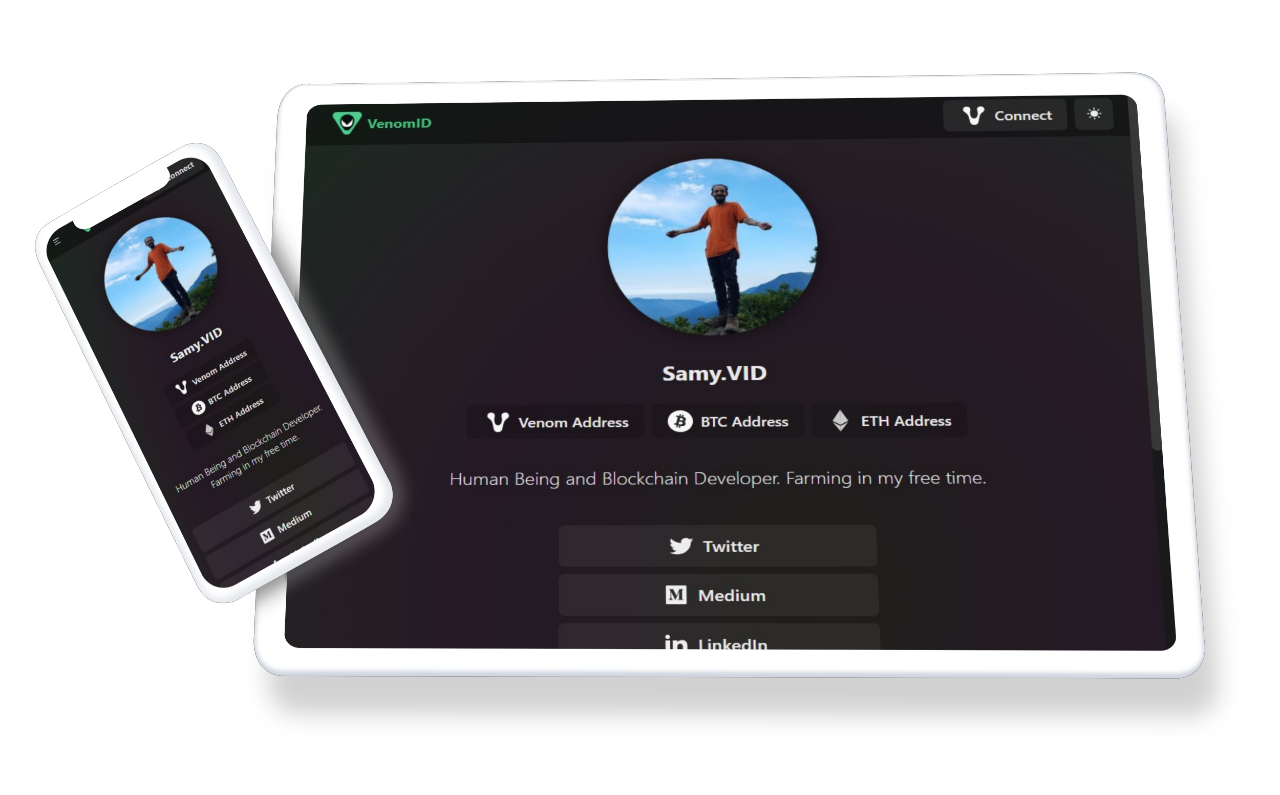 onnect
Samy.VID
Venom Address
BTC Address
ETH Address
Human Being and Blockchain Developer.
Farming in my free time.
Twitter
Medium
VenomID
Connect
Samy.VID
Venom Address
BTC Address
ETH Address
Human Being and Blockchain Developer. Farming in my free time.
Twitter
Medium
LinkedIn